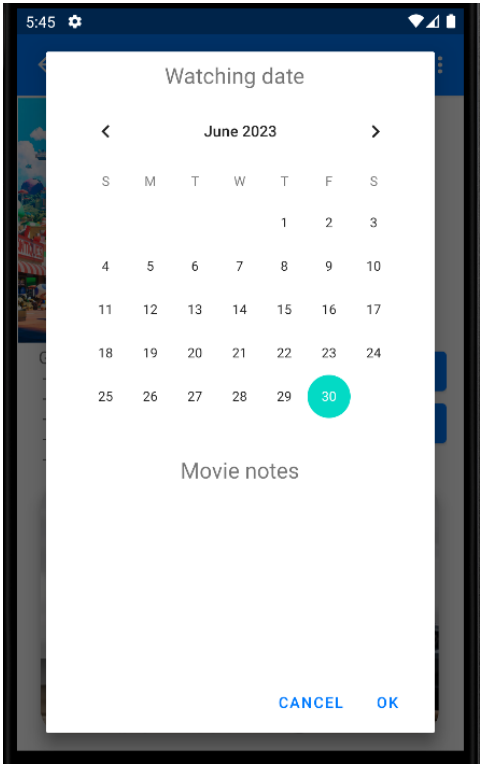 5:45
Watching date
June 2023
S M T W T F S
1 2 3
4 5 6 7 8 9 10
11 12 13 14 15 16 17
18 19 20 21 22 23 24
25 26 27 28 29 30
Movie notes
CANCEL OK